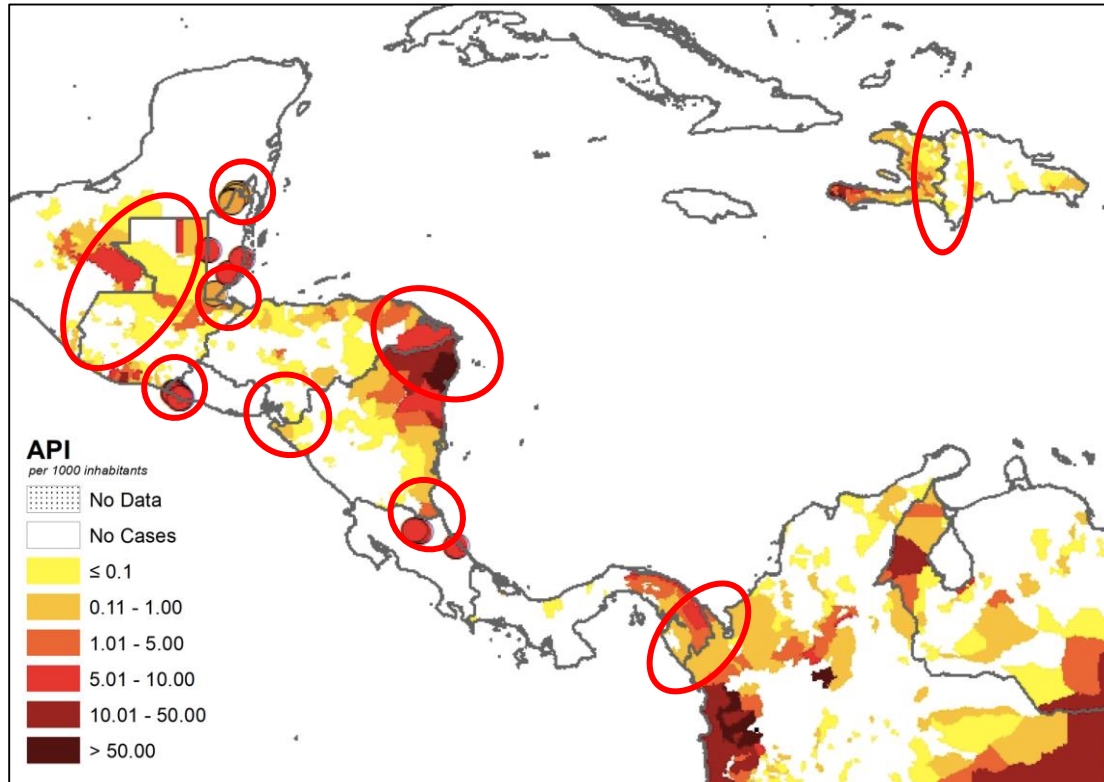 API
per 1000 inhabitants
No Data
No Cases
≤ 0.1
0.11 - 1.00
1.01 - 5.00
5.01 - 10.00
10.01 - 50.00
> 50.00